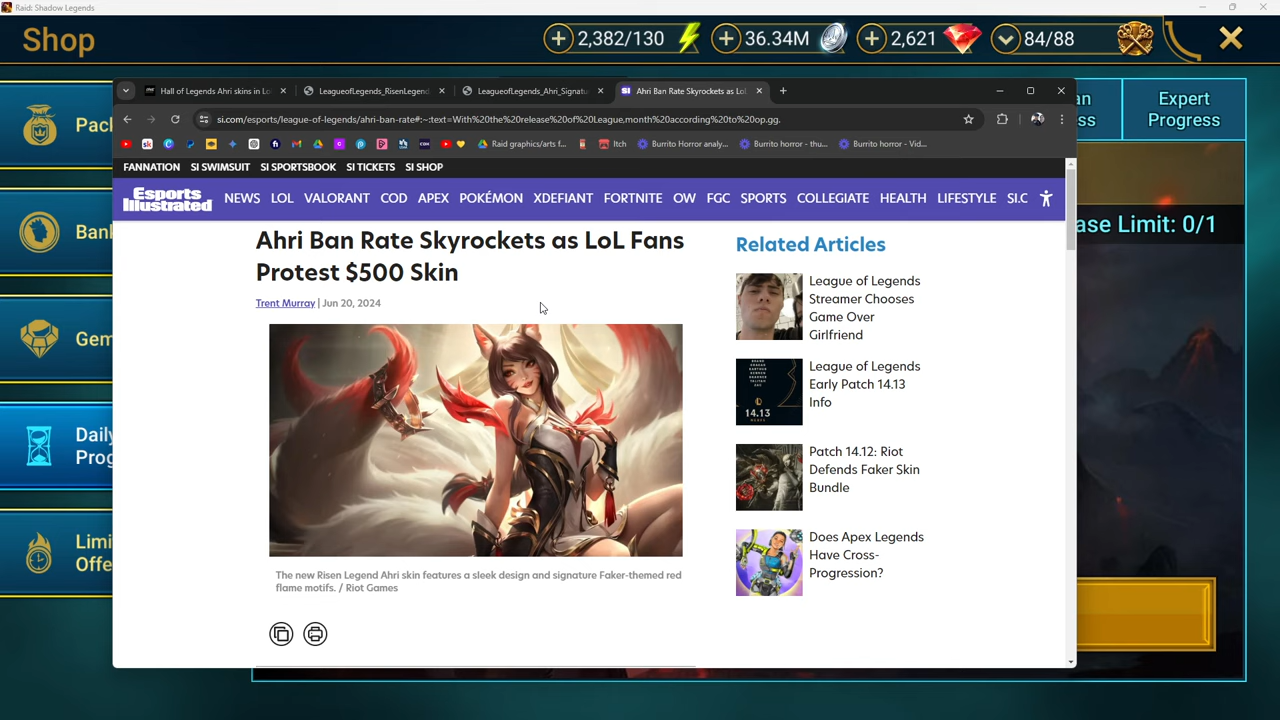 Raid: Shadow Legends
Shop
2,382/130
36.34M
2,621
84/88
Hall of Legends Ahri skins in Lo
LeagueofLegends_RisenLegend
LeagueofLegends_Ahri_Signatu
Ahri Ban Rate Skyrockets as LoL
si.com/esports/league-of-legends/ahri-ban-rate#:~:text=With%20the%20release%20of%20League,month%20according%20to%20op.gg.
Raid graphics/arts f...
Itch
Burrito Horror analy...
Burrito horror - thu...
Burrito horror - Vid...
FANNATION SI SWIMSUIT SI SPORTSBOOK SI TICKETS SI SHOP
Esports
Illustrated
NEWS LOL VALORANT COD APEX POKÉMON XDEFIANT FORTNITE OW FGC SPORTS COLLEGIATE HEALTH LIFESTYLE SI.C
Ahri Ban Rate Skyrockets as LoL Fans
Protest $500 Skin
Trent Murray | Jun 20, 2024
The new Risen Legend Ahri skin features a sleek design and signature Faker-themed red
flame motifs. / Riot Games
Related Articles
League of Legends
Streamer Chooses
Game Over
Girlfriend
League of Legends
Early Patch 14.13
Info
14.13
Patch 14.12: Riot
Defends Faker Skin
Bundle
Does Apex Legends
Have Cross-
Progression?
Pack
Bank
Gem
Daily
Prog
Limi
Offe
an
ss
Expert
Progress
ase Limit: 0/1